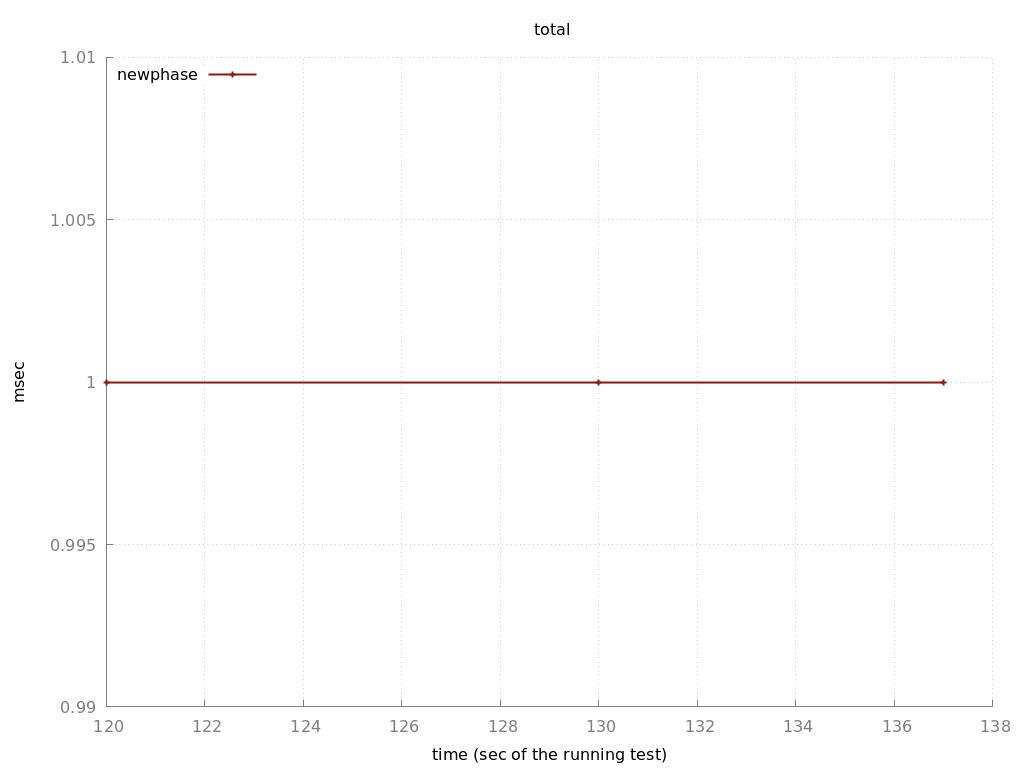 total
1.01
newphase
1.005
msec
1
0.995
0.99
120 122 124 126 128 130 132 134 136 138
time (sec of the running test)